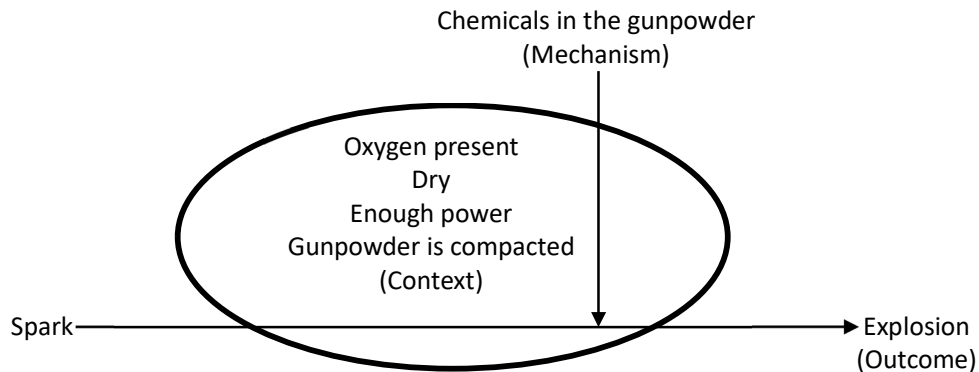 Chemicals in the gunpowder
(Mechanism)
Oxygen present
Dry
Enough power
Gunpowder is compacted
(Context)
Spark
Explosion
(Outcome)